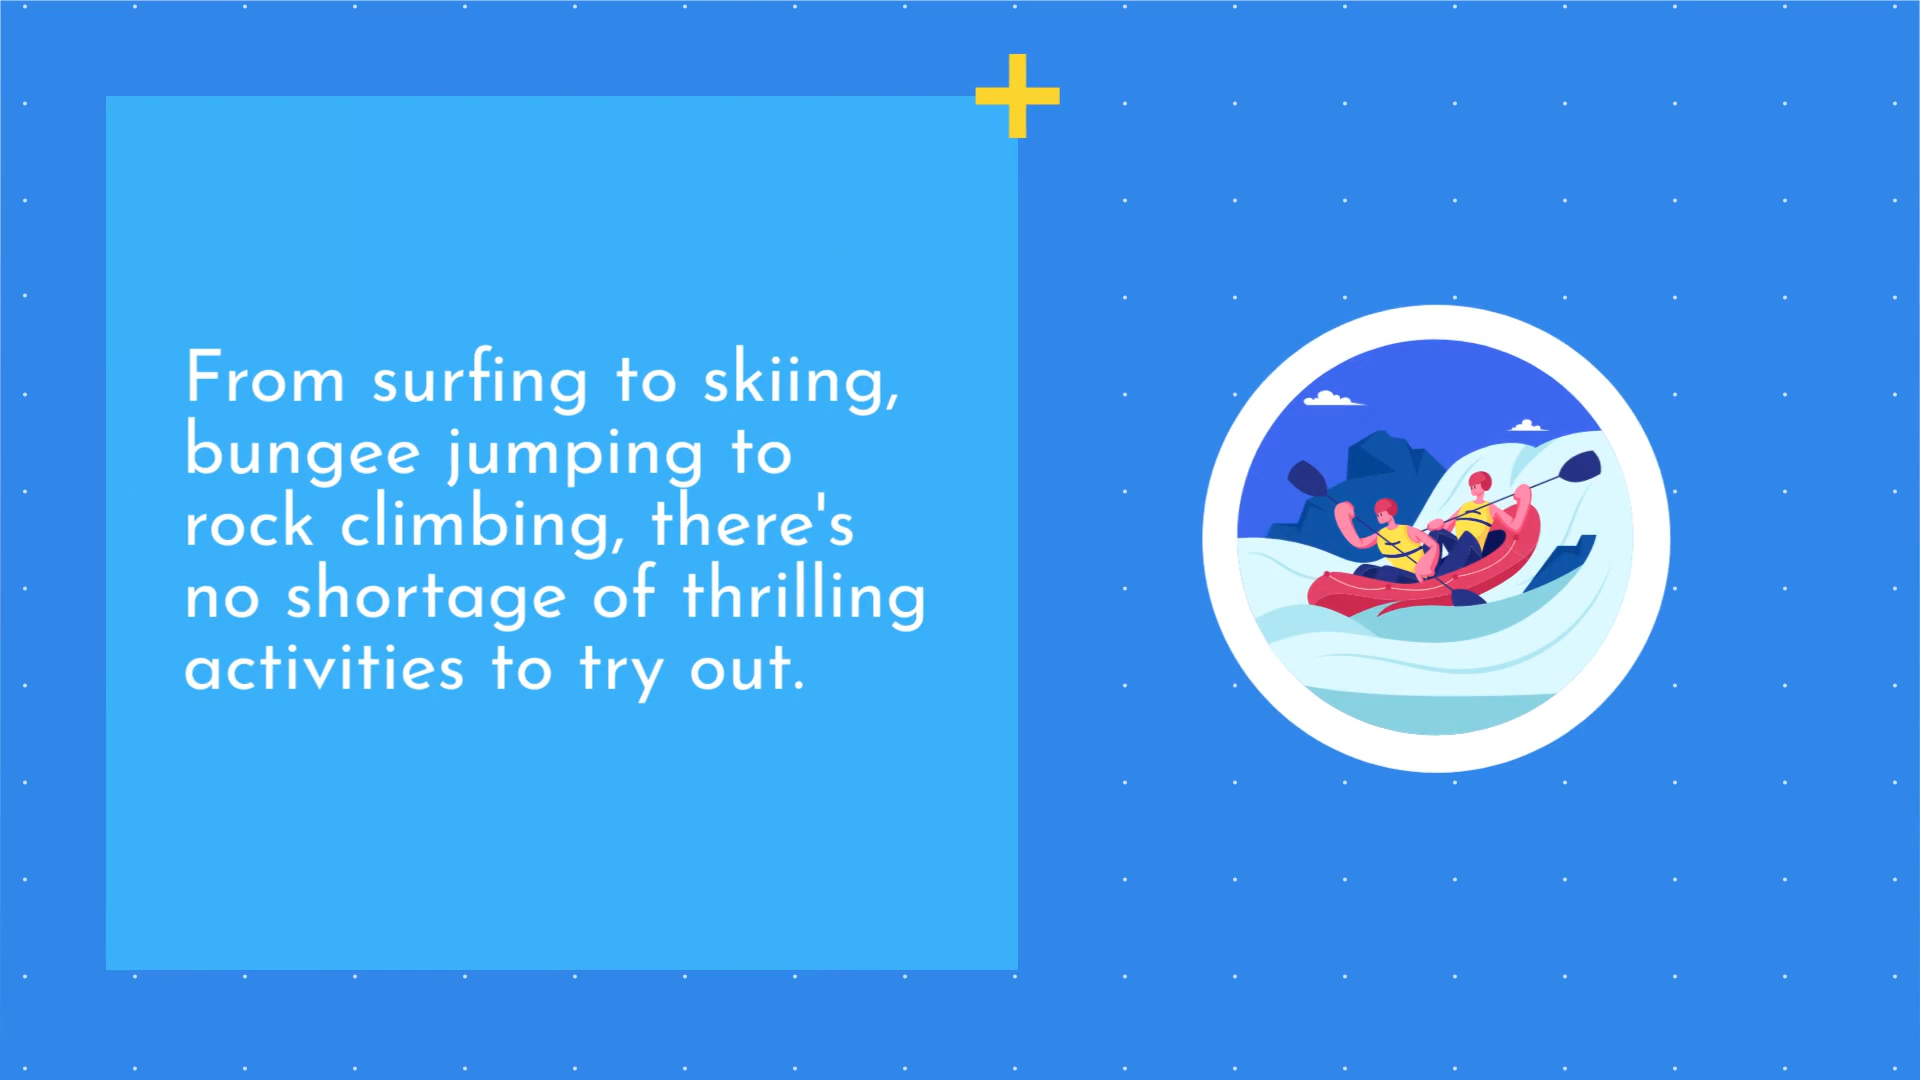 From surfing to skiing,
bungee jumping to
rock climbing, there's
no shortage of thrilling
activities to try out.